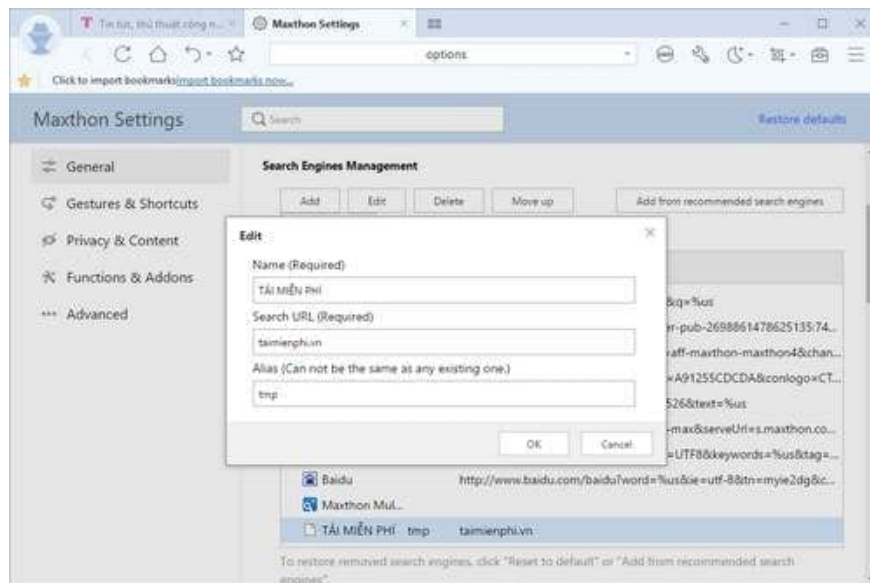 Tin tức, thủ thuật công n...
Maxthon Settings
options
Click to import bookmarks import bookmarks now...
Maxthon Settings
Search
Restore defaults
General
Gestures & Shortcuts
Privacy & Content
Functions & Addons
Advanced
Search Engines Management
Add Edit Delete Move up Add from recommended search engines
Edit
Name (Required)
TẢI MIỄN PHÍ
Search URL (Required)
taimienphi.vn
Alias (Can not be the same as any existing one.)
tmp
OK Cancel
&q=%us
er-pub-2698861478625135:74...
aff-maxthon-maxthon4&chan...
=A91255CDCDA&conlogo=CT...
526&text=%us
-max&serveUrl=s.maxthon.co...
=UTF8&keywords=%us&tag=...
Baidu http://www.baidu.com/baidu?word=%us&ie=utf-8&tn=myie2dg&c...
Maxthon Mul...
TẢI MIỄN PHÍ tmp taimienphi.vn
To restore removed search engines, click "Reset to default" or "Add from recommended search
engines".